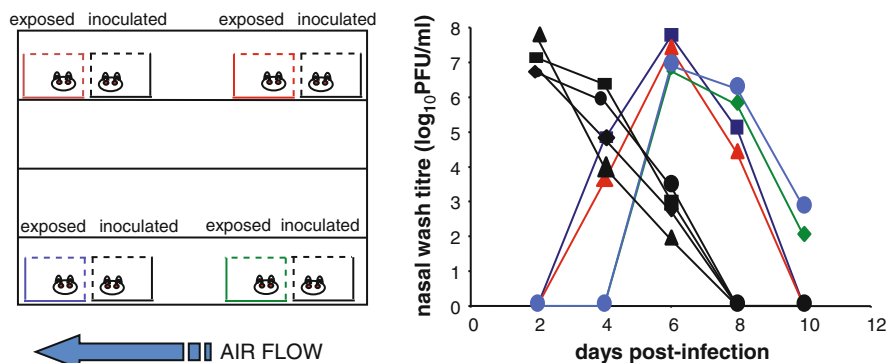 exposed inoculated exposed inoculated
exposed inoculated exposed inoculated
AIR FLOW
nasal wash titre (log10PFU/ml)
8
7
6
5
4
3
2
1
0
0 2 4 6 8 10 12
days post-infection